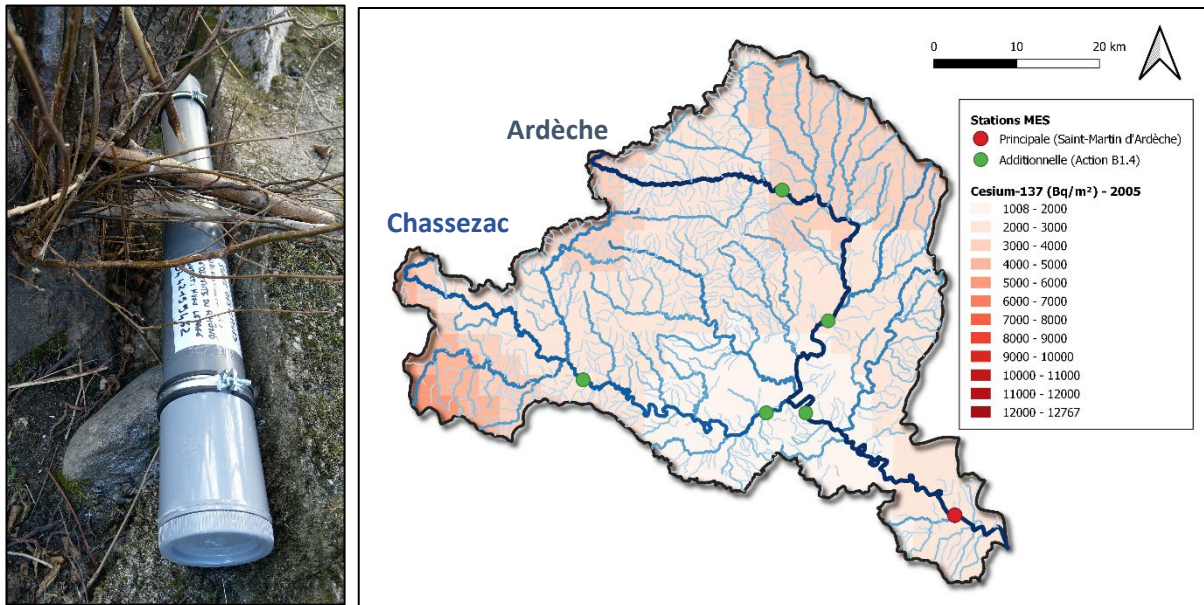 Ardèche
Chassezac
0 10 20 km
Stations MES
Principale (Saint-Martin d'Ardèche)
Additionnelle (Action B1.4)
Cesium-137 (Bq/m²) - 2005
1008 - 2000
2000 - 3000
3000 - 4000
4000 - 5000
5000 - 6000
6000 - 7000
7000 - 8000
8000 - 9000
9000 - 10000
10000 - 11000
11000 - 12000
12000 - 12767